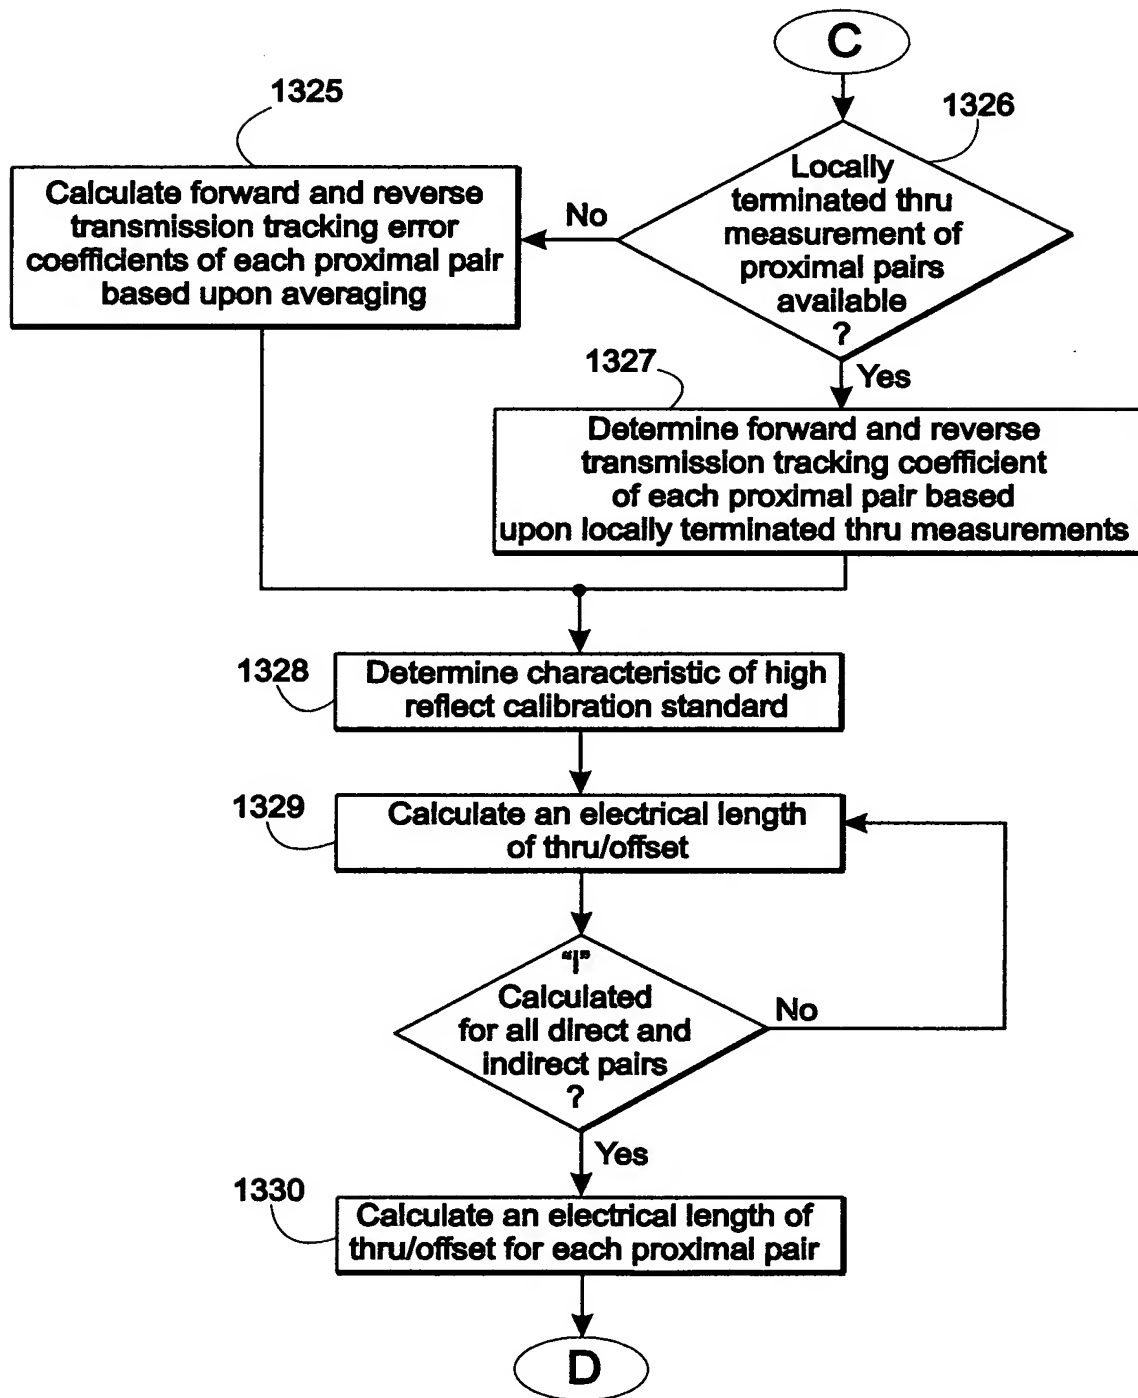 C
1325
1326
Calculate forward and reverse
transmission tracking error
coefficients of each proximal pair
based upon averaging
No
Locally
terminated thru
measurement of
proximal pairs
available
?
1327
Yes
Determine forward and reverse
transmission tracking coefficient
of each proximal pair based
upon locally terminated thru measurements
1328
Determine characteristic of high
reflect calibration standard
1329
Calculate an electrical length
of thru/offset
"l"
Calculated
for all direct and
indirect pairs
?
No
Yes
1330
Calculate an electrical length of
thru/offset for each proximal pair
D